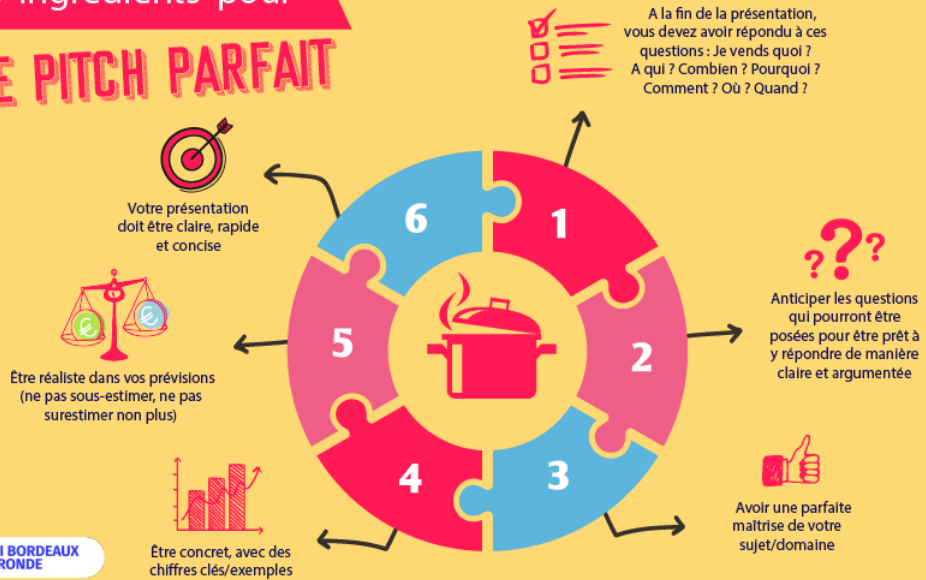 ingrédients pour
E PITCH PARFAIT
A la fin de la présentation,
vous devez avoir répondu à ces
questions : Je vends quoi ?
A qui ? Combien ? Pourquoi ?
Comment ? Où ? Quand ?
1
Anticiper les questions
qui pourront être
posées pour être prêt à
y répondre de manière
claire et argumentée
2
Avoir une parfaite
maîtrise de votre
sujet/domaine
3
Être concret, avec des
chiffres clés/exemples
4
Être réaliste dans vos prévisions
(ne pas sous-estimer, ne pas
surestimer non plus)
5
Votre présentation
doit être claire, rapide
et concise
6
I BORDEAUX
RONDE